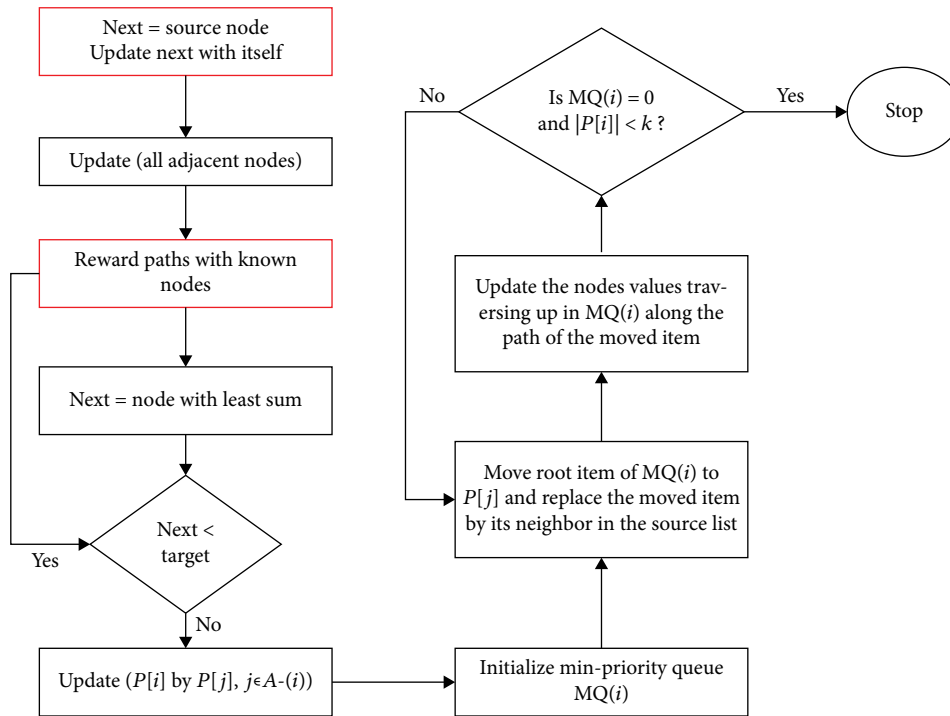 Next = source node
Update next with itself
Update (all adjacent nodes)
Reward paths with known
nodes
Next = node with least sum
Next <
target
Yes
No
Update (P[i] by P[j], jϵA-(i))
Initialize min-priority queue
MQ(i)
Move root item of MQ(i) to
P[j] and replace the moved item
by its neighbor in the source list
Update the nodes values trav-
ersing up in MQ(i) along the
path of the moved item
Is MQ(i) = 0
and |P[i]| < k ?
No
Yes
Stop